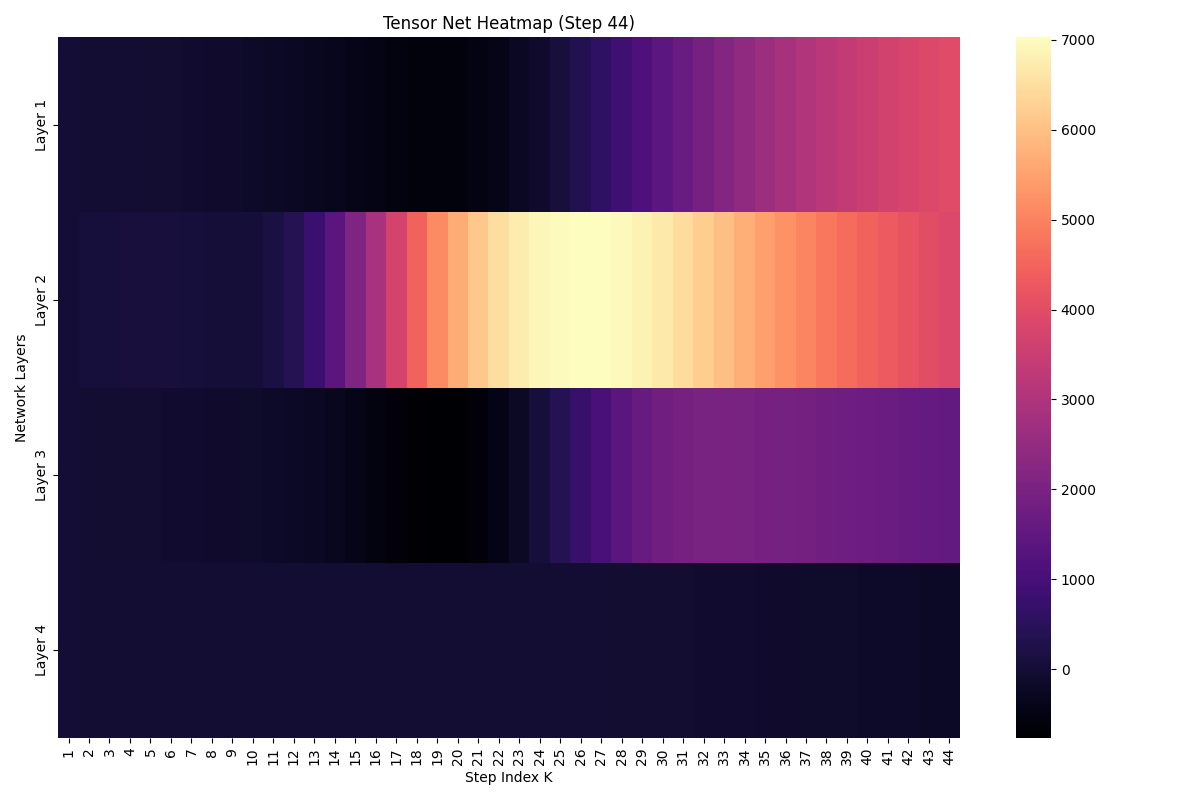 Tensor Net Heatmap (Step 44)
Network Layers
Layer 1
Layer 2
Layer 3
Layer 4
1 2 3 4 5 6 7 8 9 10 11 12 13 14 15 16 17 18 19 20 21 22 23 24 25 26 27 28 29 30 31 32 33 34 35 36 37 38 39 40 41 42 43 44
Step Index K
7000
6000
5000
4000
3000
2000
1000
0